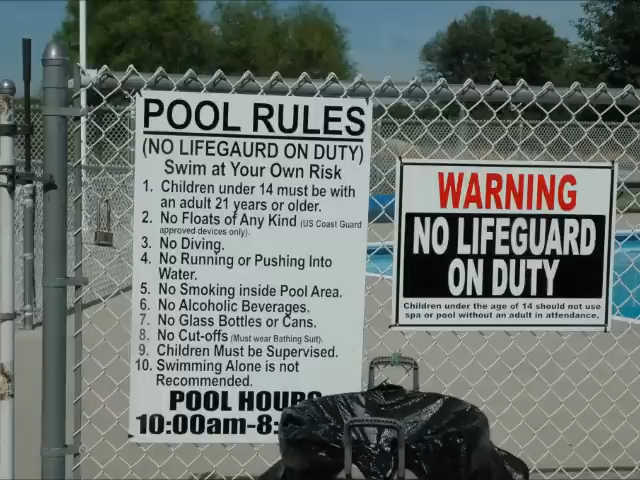 POOL RULES
(NO LIFEGAURD ON DUTY)
Swim at Your Own Risk
1. Children under 14 must be with
an adult 21 years or older.
2. No Floats of Any Kind (US Coast Guard
approved devices only).
3. No Diving.
4. No Running or Pushing Into
Water.
5. No Smoking inside Pool Area.
6. No Alcoholic Beverages.
7. No Glass Bottles or Cans.
8. No Cut-offs (Must wear Bathing Suit).
9. Children Must be Supervised.
10. Swimming Alone is not
Recommended.
POOL HOURS
10:00am-8:
WARNING
NO LIFEGUARD
ON DUTY
Children under the age of 14 should not use
spa or pool without an adult in attendance.